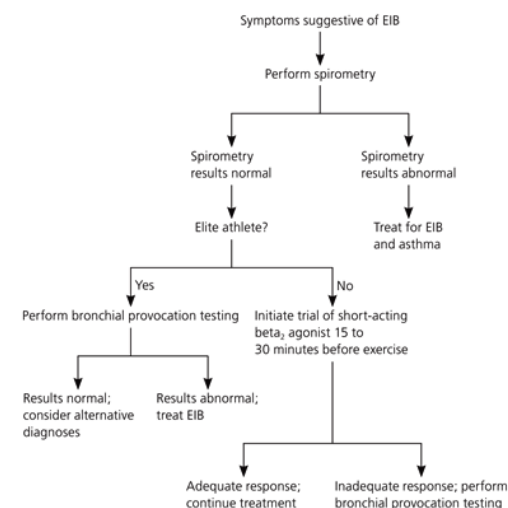 Symptoms suggestive of EIB
Perform spirometry
Spirometry
results normal
Spirometry
results abnormal
Elite athlete?
Treat for EIB
and asthma
Yes
No
Perform bronchial provocation testing
Initiate trial of short-acting
beta₂ agonist 15 to
30 minutes before exercise
Results normal;
consider alternative
diagnoses
Results abnormal;
treat EIB
Adequate response;
continue treatment
Inadequate response; perform
bronchial provocation testing